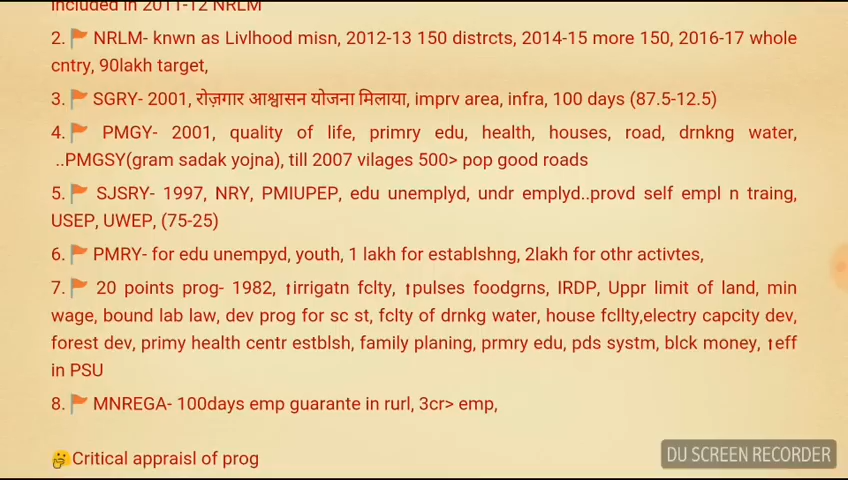 included in 2011-12 NRLM
2.🚩 NRLM- knwn as Livlhood misn, 2012-13 150 distrcts, 2014-15 more 150, 2016-17 whole
cntry, 90lakh target,
3.🚩 SGRY- 2001, रोज़गार आश्वासन योजना मिलाया, imprv area, infra, 100 days (87.5-12.5)
4.🚩 PMGY- 2001, quality of life, primry edu, health, houses, road, drnkng water,
..PMGSY(gram sadak yojna), till 2007 vilages 500> pop good roads
5.🚩 SJSRY- 1997, NRY, PMIUPEP, edu unemplyd, undr emplyd..provd self empl n traing,
USEP, UWEP, (75-25)
6.🚩 PMRY- for edu unempyd, youth, 1 lakh for establshng, 2lakh for othr activtes,
7.🚩 20 points prog- 1982, ↑irrigatn fclty, ↑pulses foodgrns, IRDP, Uppr limit of land, min
wage, bound lab law, dev prog for sc st, fclty of drnkg water, house fcllty,electry capcity dev,
forest dev, primy health centr estblsh, family planing, prmry edu, pds systm, blck money, ↑eff
in PSU
8.🚩 MNREGA- 100days emp guarante in rurl, 3cr> emp,
🤔Critical appraisl of prog
DU SCREEN RECORDER